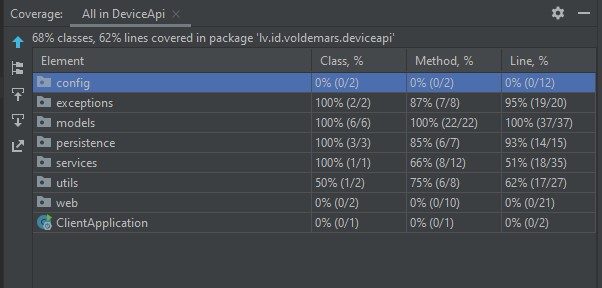 Coverage: All in DeviceApi
68% classes, 62% lines covered in package 'lv.id.voldemars.deviceapi'
Element Class, % Method, % Line, %
config 0% (0/2) 0% (0/2) 0% (0/12)
exceptions 100% (2/2) 87% (7/8) 95% (19/20)
models 100% (6/6) 100% (22/22) 100% (37/37)
persistence 100% (3/3) 85% (6/7) 93% (14/15)
services 100% (1/1) 66% (8/12) 51% (18/35)
utils 50% (1/2) 75% (6/8) 62% (17/27)
web 0% (0/2) 0% (0/10) 0% (0/21)
ClientApplication 0% (0/1) 0% (0/1) 0% (0/2)